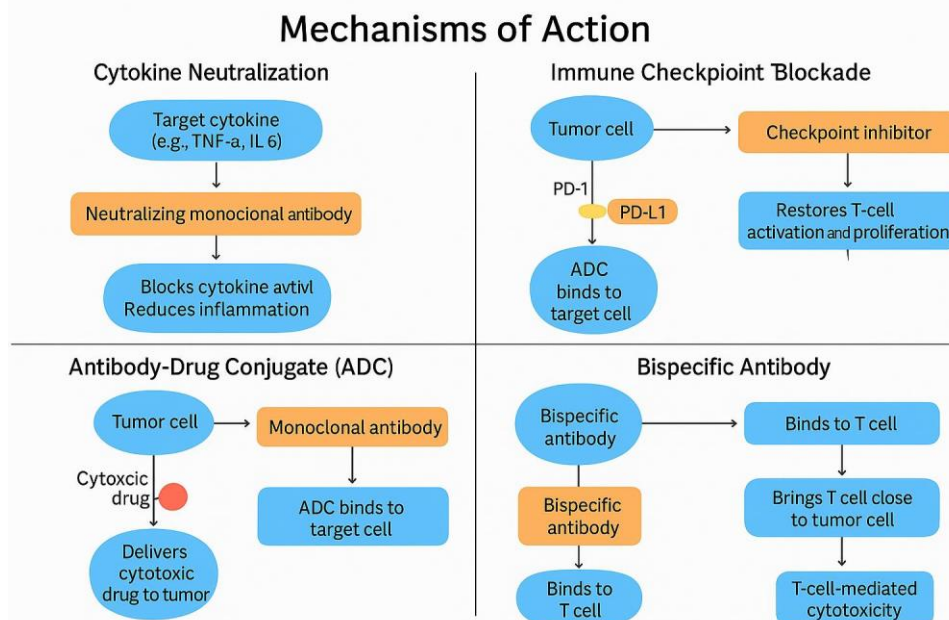 Mechanisms of Action
Cytokine Neutralization
Target cytokine
(e.g., TNF-a, IL 6)
Neutralizing monocional antibody
Blocks cytokine avtivl
Reduces inflammation
Immune Checkpioint Blockade
Tumor cell
Checkpoint inhibitor
PD-1
PD-L1
Restores T-cell
activation and proliferation
ADC
binds to
target cell
Antibody-Drug Conjugate (ADC)
Tumor cell
Monoclonal antibody
Cytoxcic
drug
ADC binds to
target cell
Delivers
cytotoxic
drug to tumor
Bispecific Antibody
Bispecific
antibody
Binds to T cell
Bispecific
antibody
Brings T cell close
to tumor cell
Binds to
T cell
T-cell-mediated
cytotoxicity